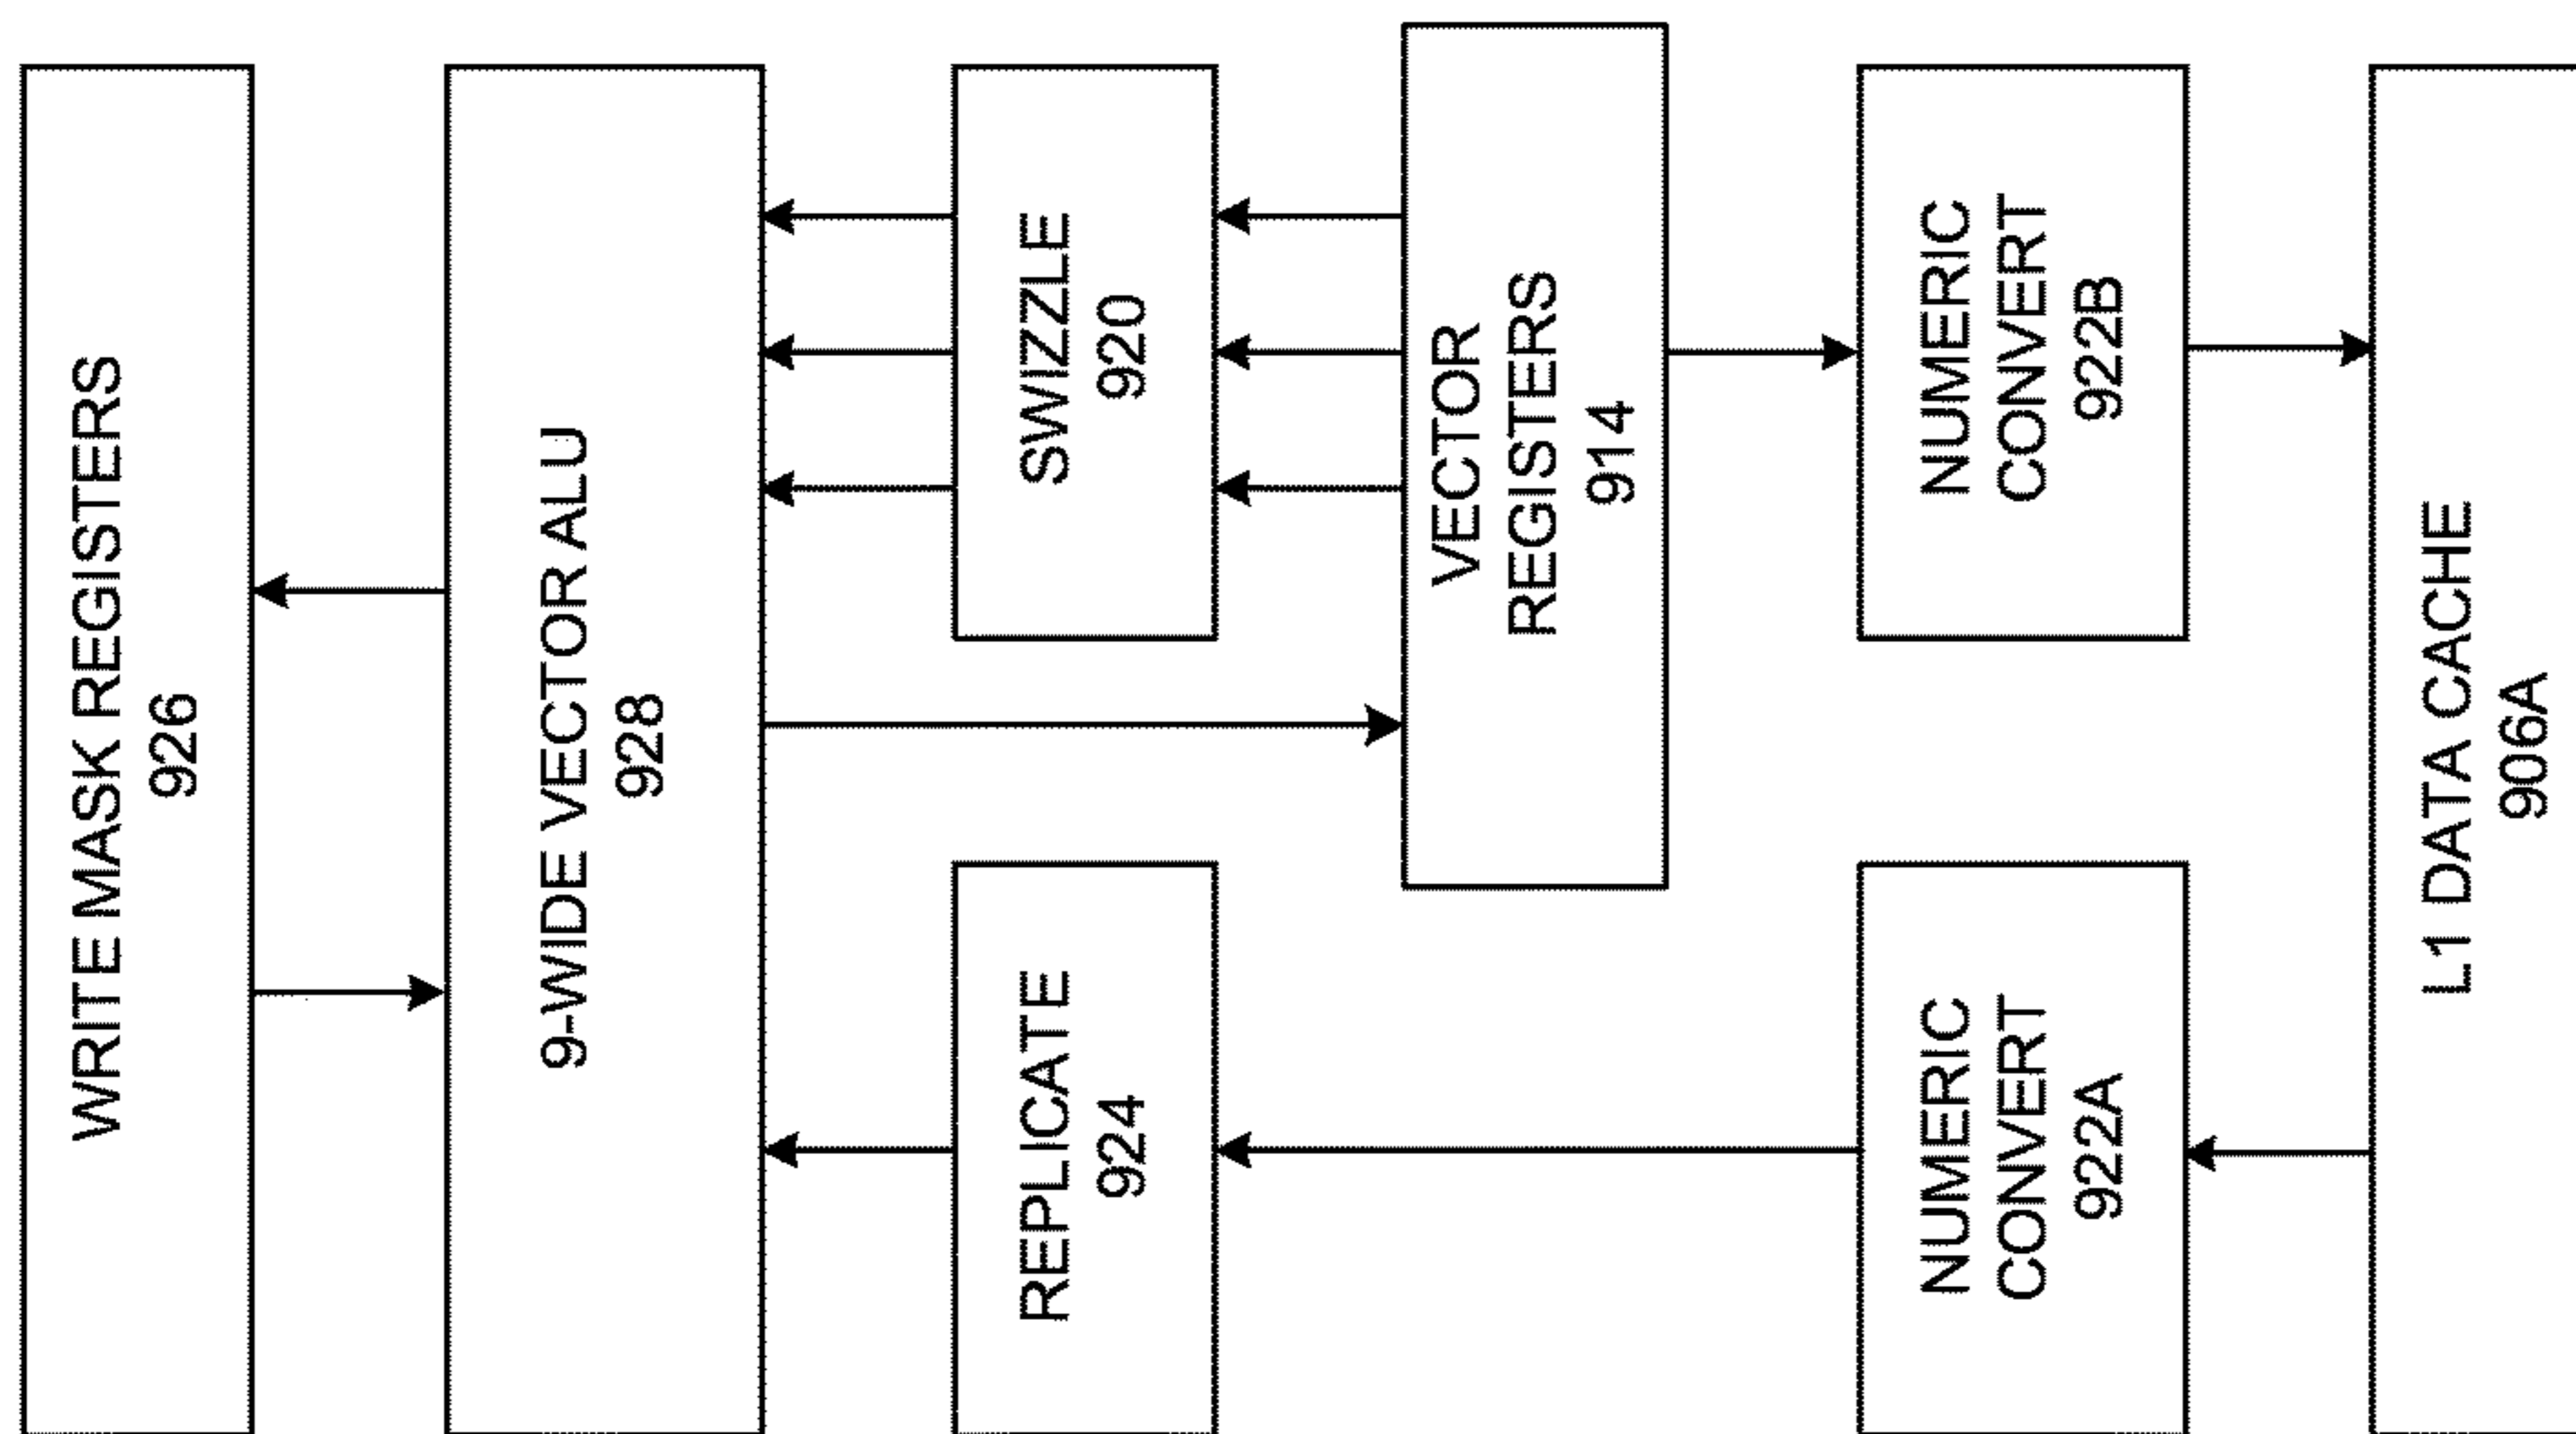 WRITE MASK REGISTERS
926
9-WIDE VECTOR ALU
928
REPLICATE
924
SWIZZLE
920
VECTOR
REGISTERS
914
NUMERIC
CONVERT
922A
NUMERIC
CONVERT
922B
L1 DATA CACHE
906A